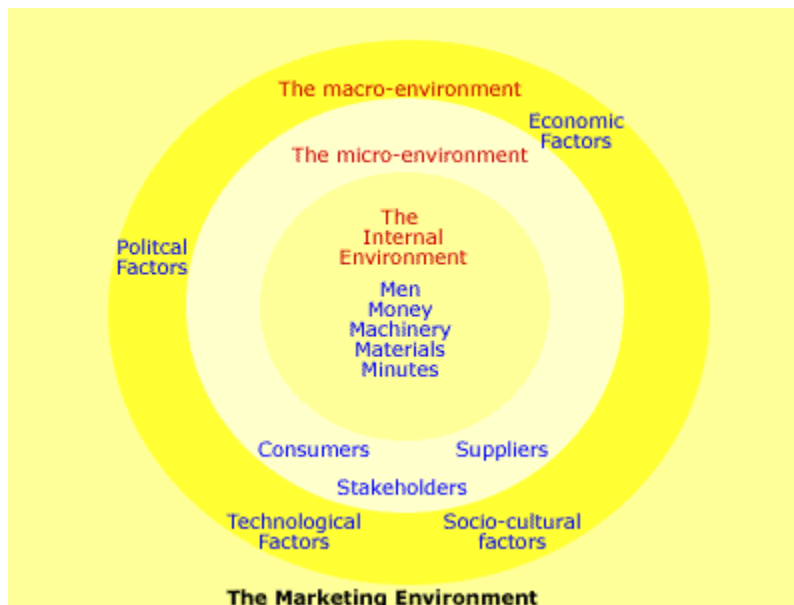 The macro-environment
Economic
Factors
The micro-environment
Politcal
Factors
The
Internal
Environment
Men
Money
Machinery
Materials
Minutes
Consumers
Suppliers
Stakeholders
Technological
Factors
Socio-cultural
factors
The Marketing Environment